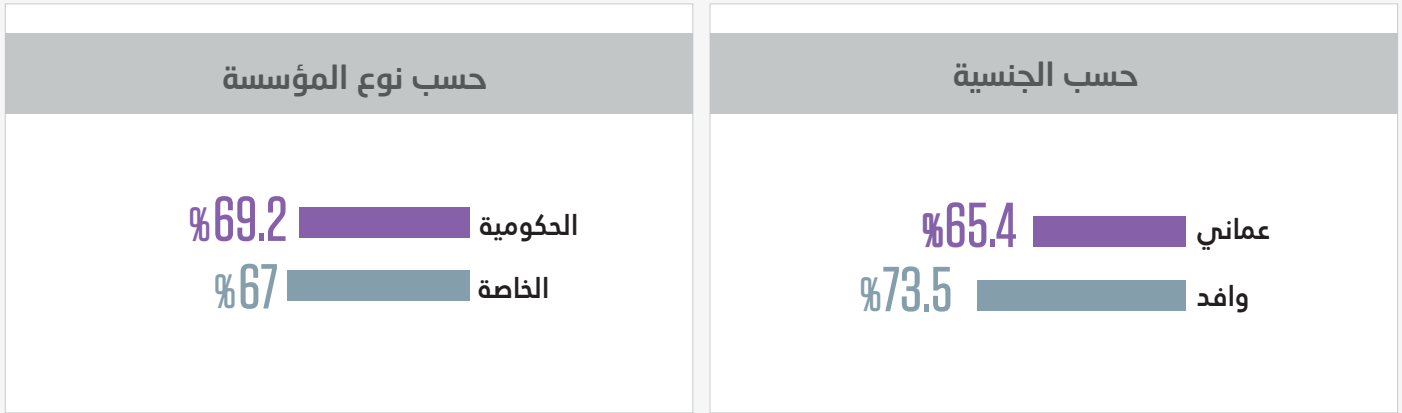 حسب الجنسية
عماني %65.4
وافد %73.5
حسب نوع المؤسسة
الحكومية %69.2
الخاصة %67